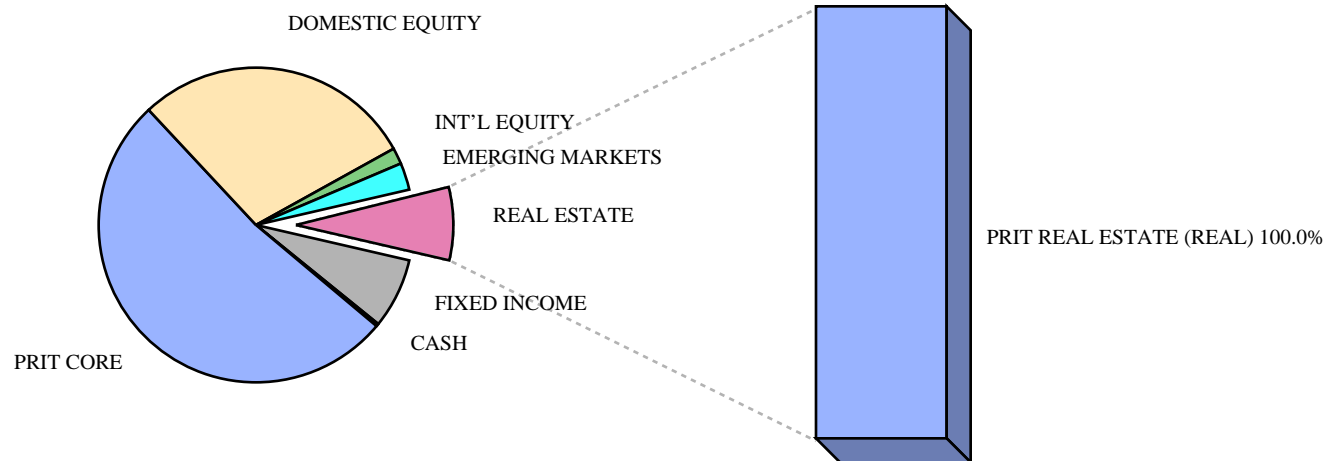 DOMESTIC EQUITY
INT'L EQUITY
EMERGING MARKETS
REAL ESTATE
PRIT REAL ESTATE (REAL) 100.0%
FIXED INCOME
CASH
PRIT CORE